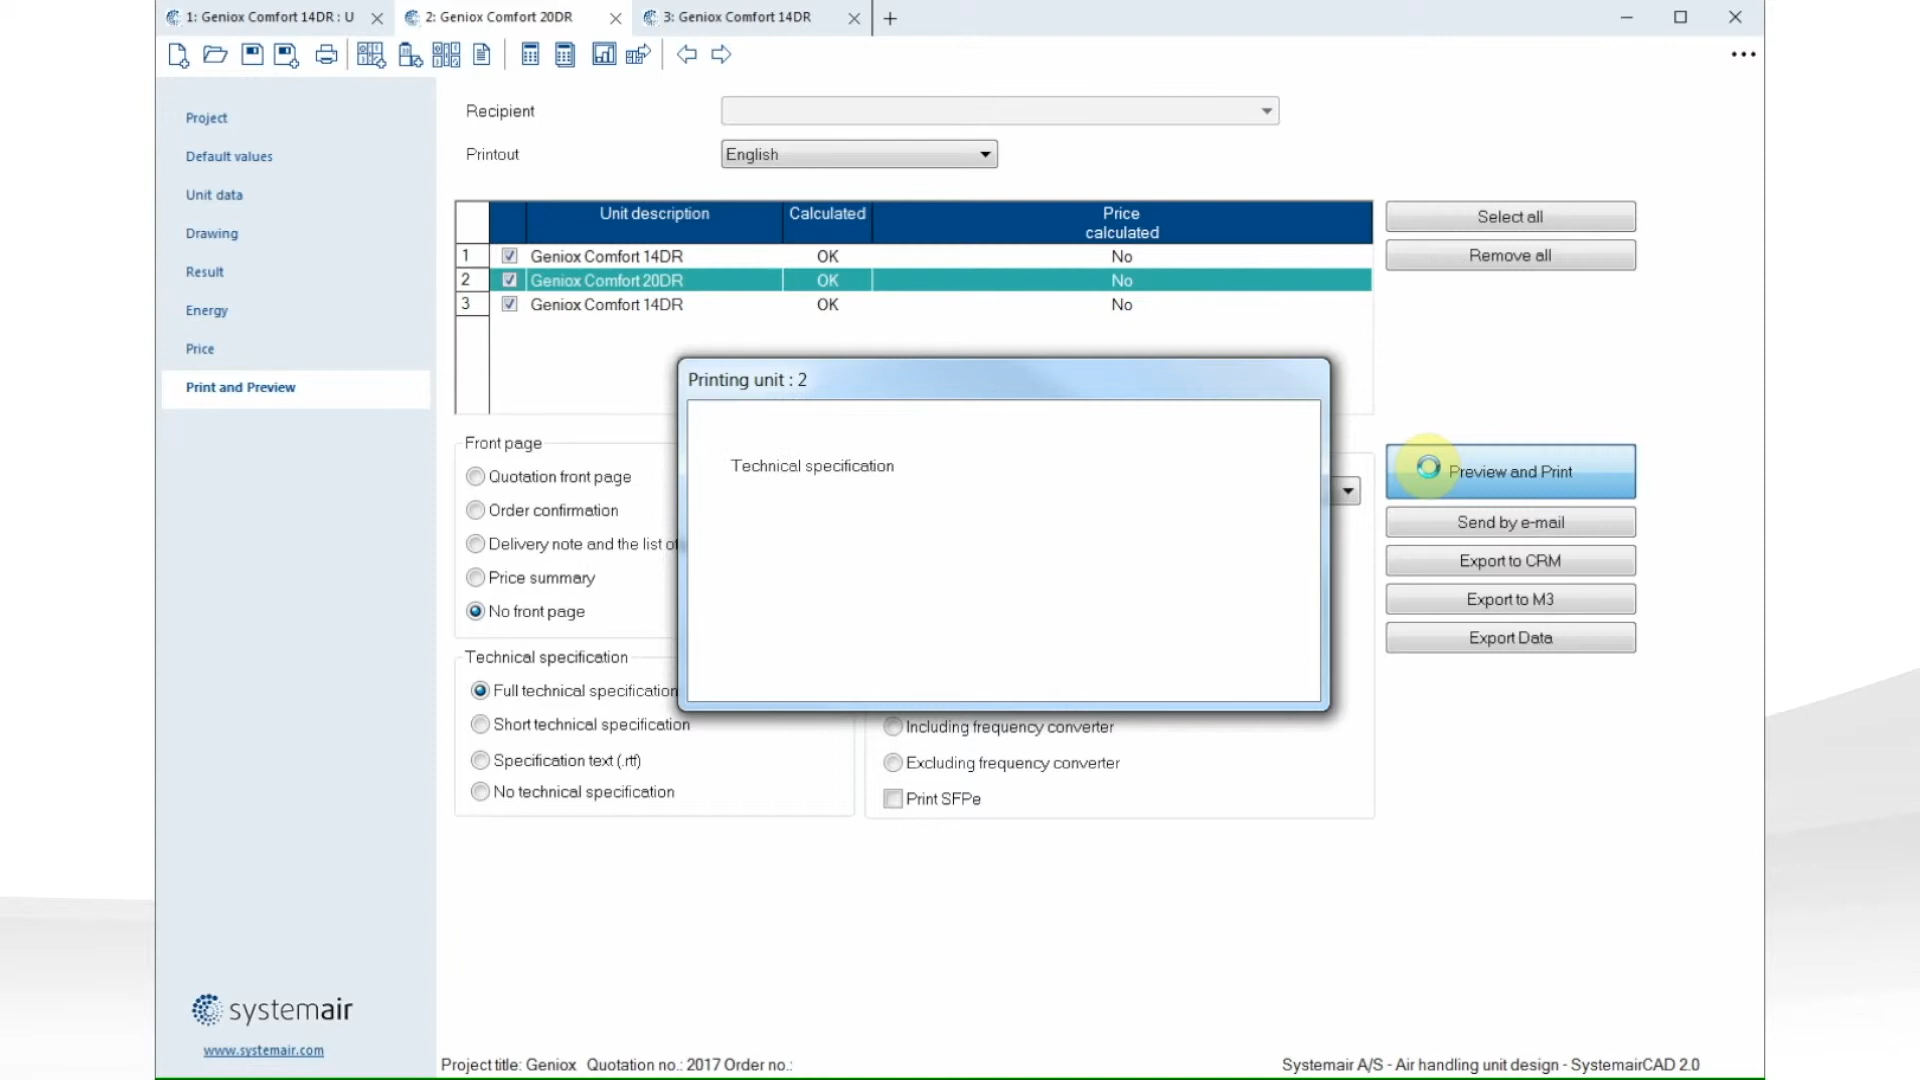 1: Geniox Comfort 14DR : U
2: Geniox Comfort 20DR
3: Geniox Comfort 14DR
Project
Default values
Unit data
Drawing
Result
Energy
Price
Print and Preview
Recipient
Printout
English
Unit description
Calculated
Price
calculated
1 Geniox Comfort 14DR OK No
2 Geniox Comfort 20DR OK No
3 Geniox Comfort 14DR OK No
Select all
Remove all
Printing unit : 2
Technical specification
Front page
Quotation front page
Order confirmation
Delivery note and the list of
Price summary
No front page
Technical specification
Full technical specification
Short technical specification
Specification text (.rtf)
No technical specification
Including frequency converter
Excluding frequency converter
Print SFPe
Preview and Print
Send by e-mail
Export to CRM
Export to M3
Export Data
systemair
www.systemair.com
Project title: Geniox Quotation no.: 2017 Order no.:
Systemair A/S - Air handling unit design - SystemairCAD 2.0